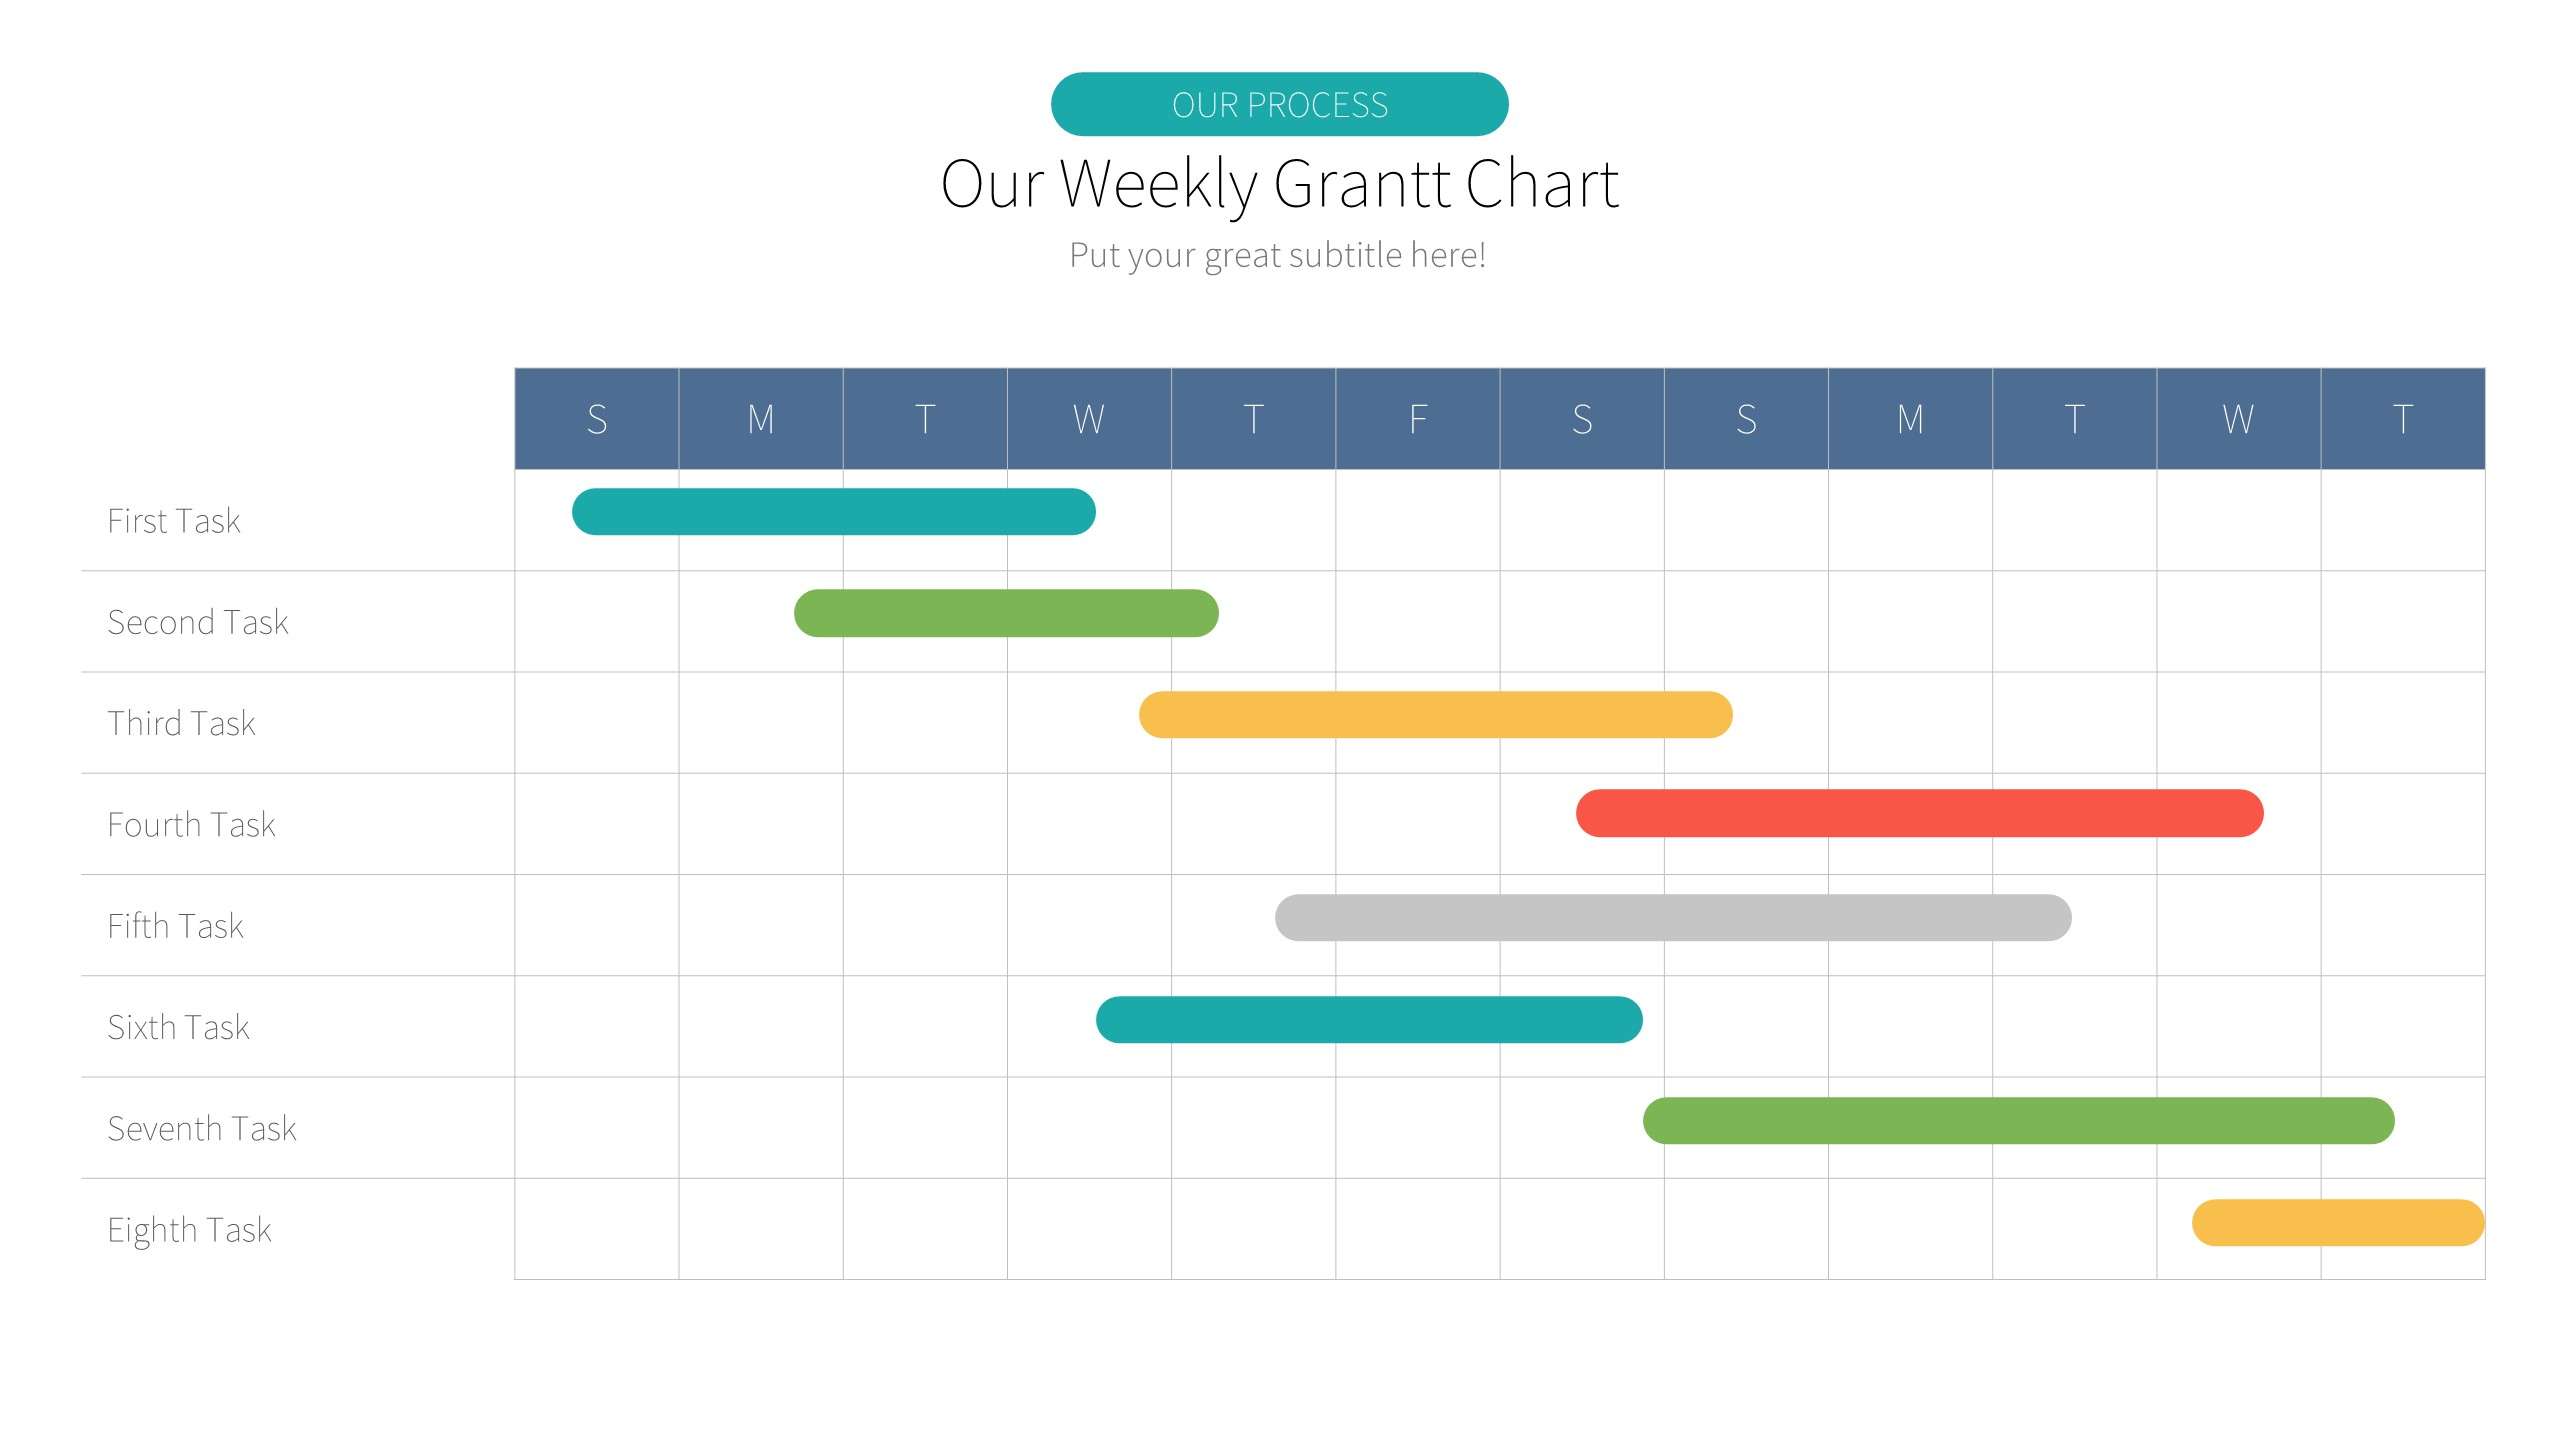 OUR PROCESS
Our Weekly Grantt Chart
Put your great subtitle here!
S M T W T F S S M T W T
First Task
Second Task
Third Task
Fourth Task
Fifth Task
Sixth Task
Seventh Task
Eighth Task